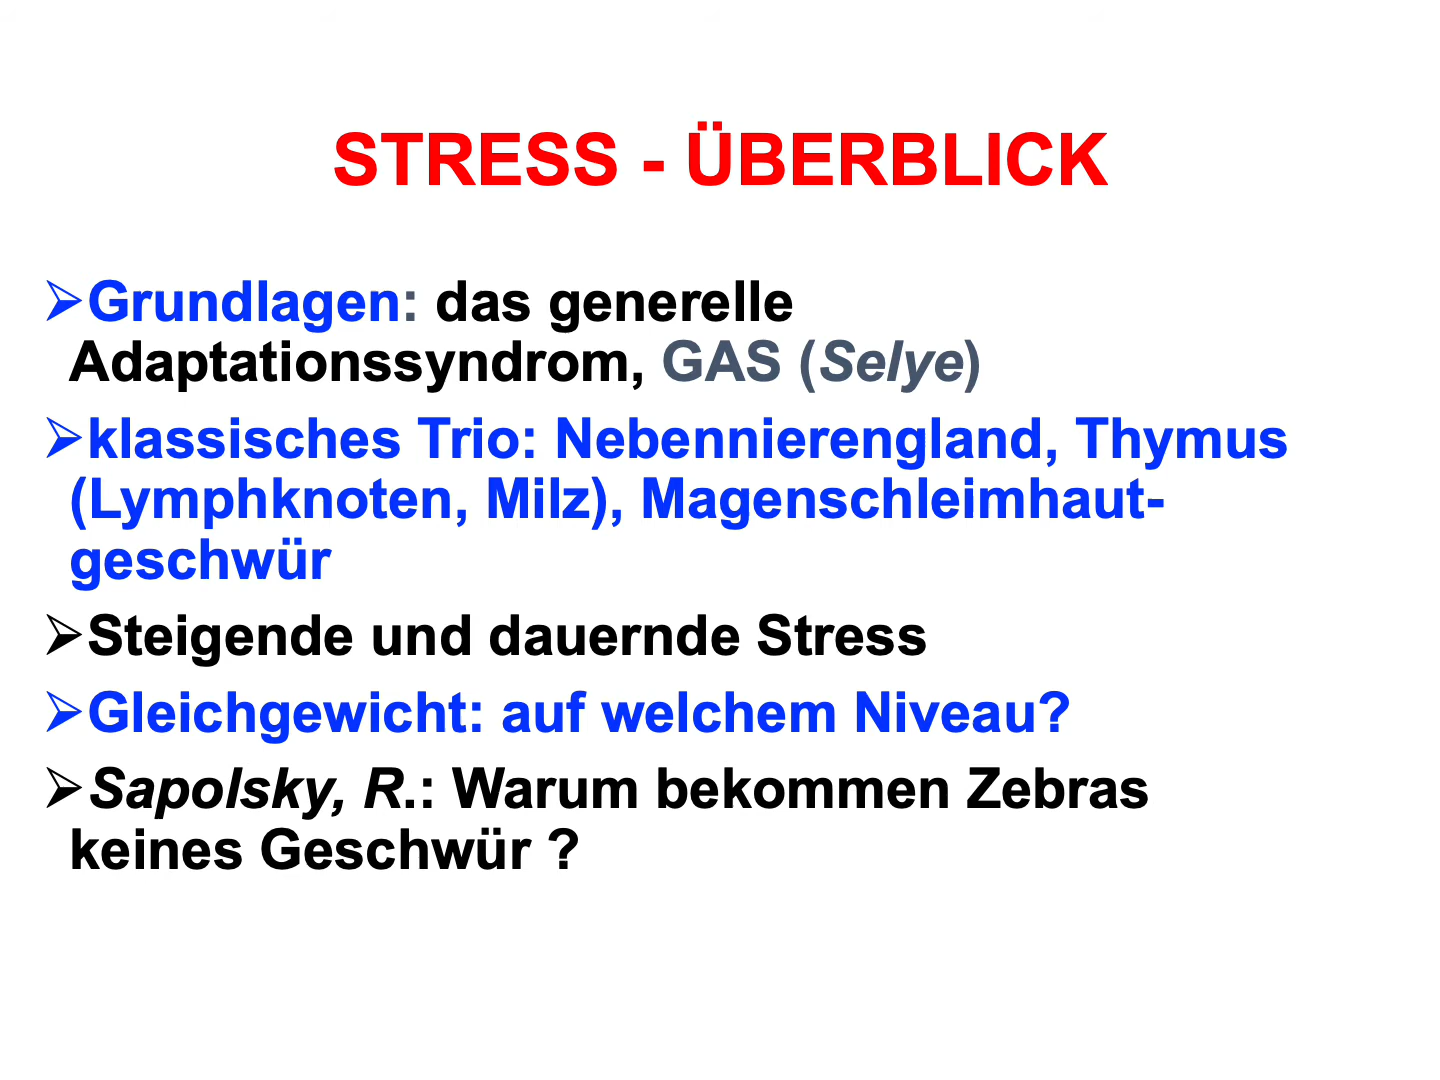 STRESS - ÜBERBLICK
➢Grundlagen: das generelle
Adaptationssyndrom, GAS (Selye)
➢klassisches Trio: Nebennierengland, Thymus
(Lymphknoten, Milz), Magenschleimhaut-
geschwür
➢Steigende und dauernde Stress
➢Gleichgewicht: auf welchem Niveau?
➢Sapolsky, R.: Warum bekommen Zebras
keines Geschwür ?